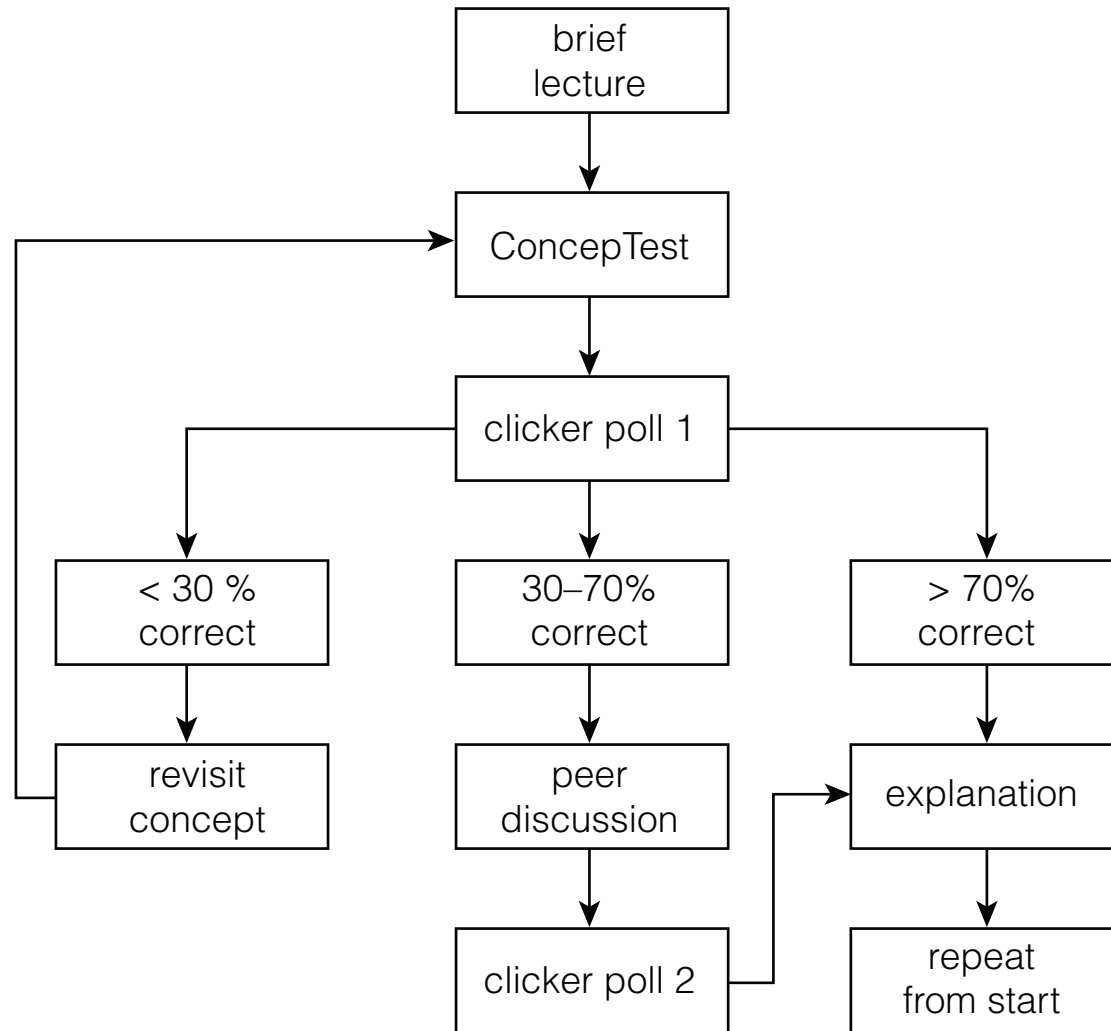 brief
lecture
ConcepTest
clicker poll 1
< 30 %
correct
30–70%
correct
> 70%
correct
revisit
concept
peer
discussion
explanation
clicker poll 2
repeat
from start